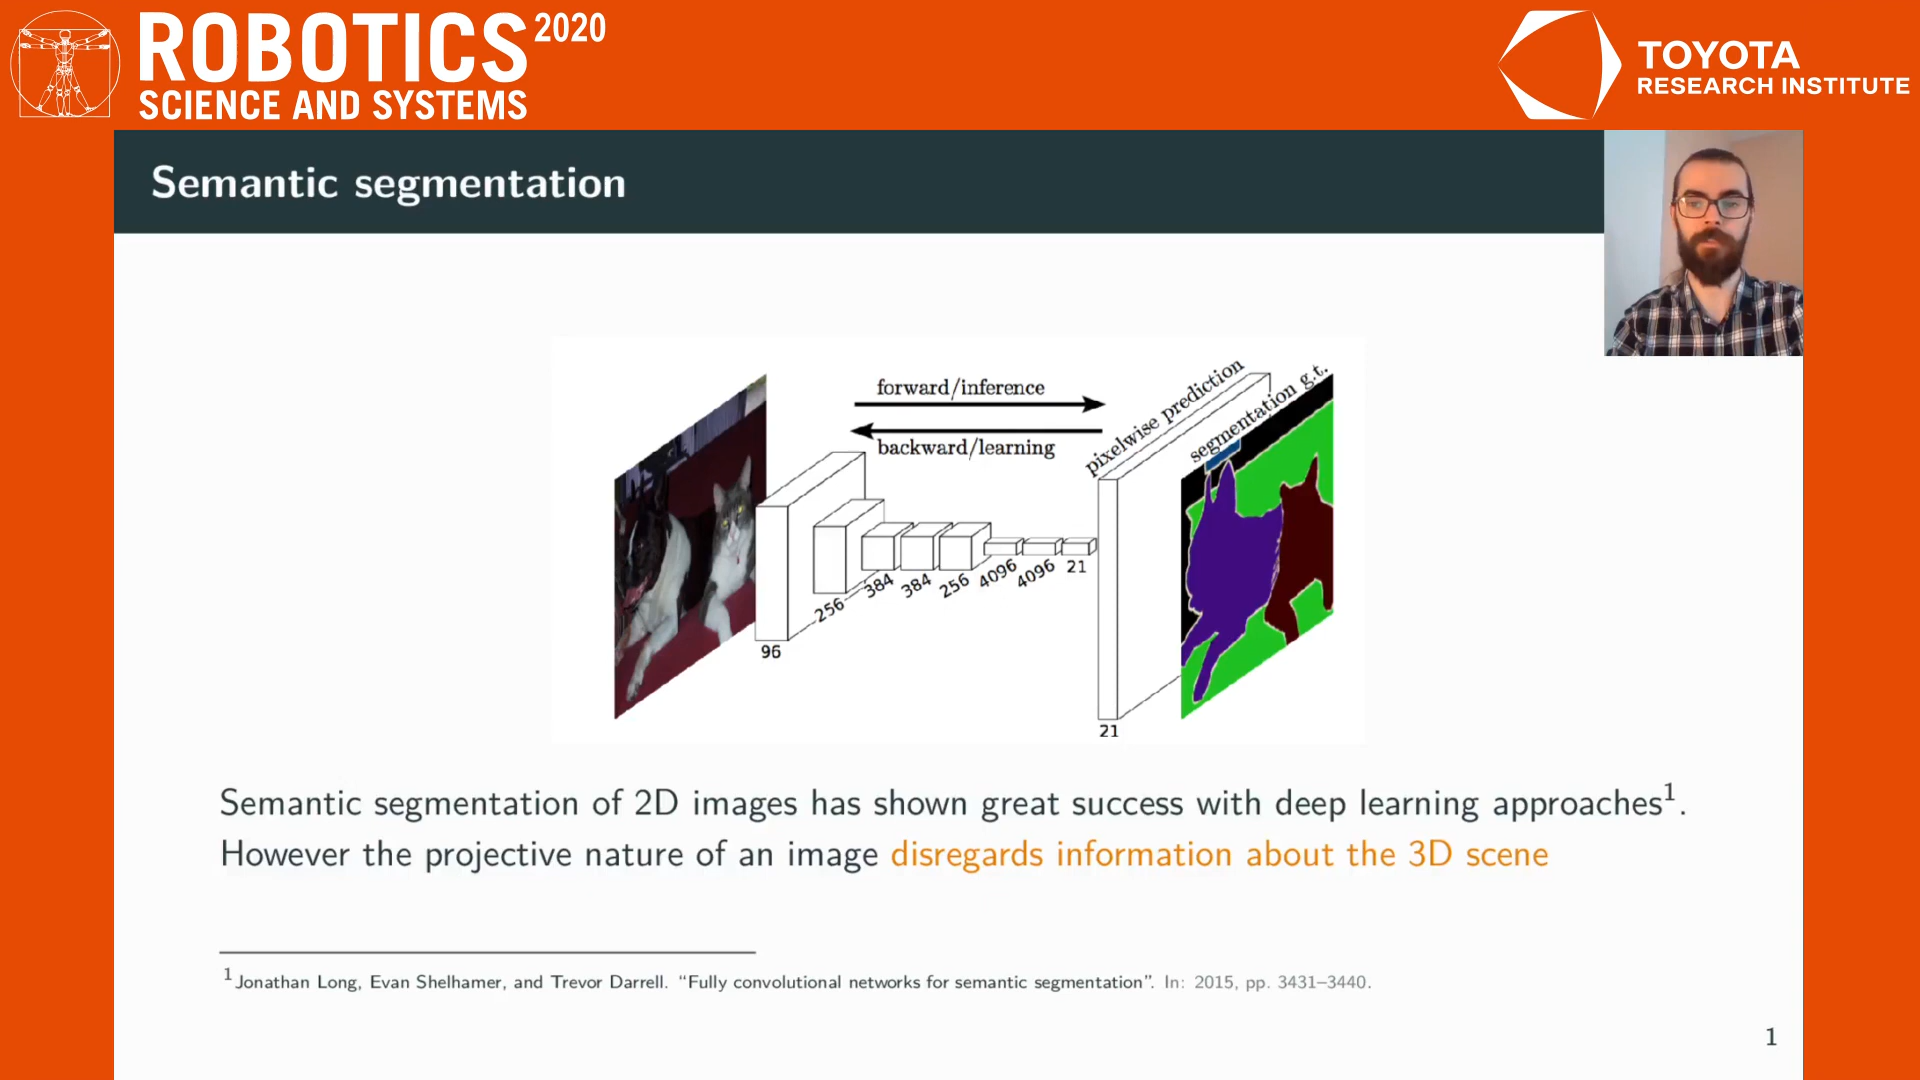 ROBOTICS 2020
SCIENCE AND SYSTEMS
TOYOTA
RESEARCH INSTITUTE
Semantic segmentation
forward/inference
backward/learning
pixelwise prediction
segmentation g.t.
96
256
384
384
256
4096
4096
21
21
Semantic segmentation of 2D images has shown great success with deep learning approaches¹.
However the projective nature of an image disregards information about the 3D scene
¹Jonathan Long, Evan Shelhamer, and Trevor Darrell. “Fully convolutional networks for semantic segmentation”. In: 2015, pp. 3431–3440.
1